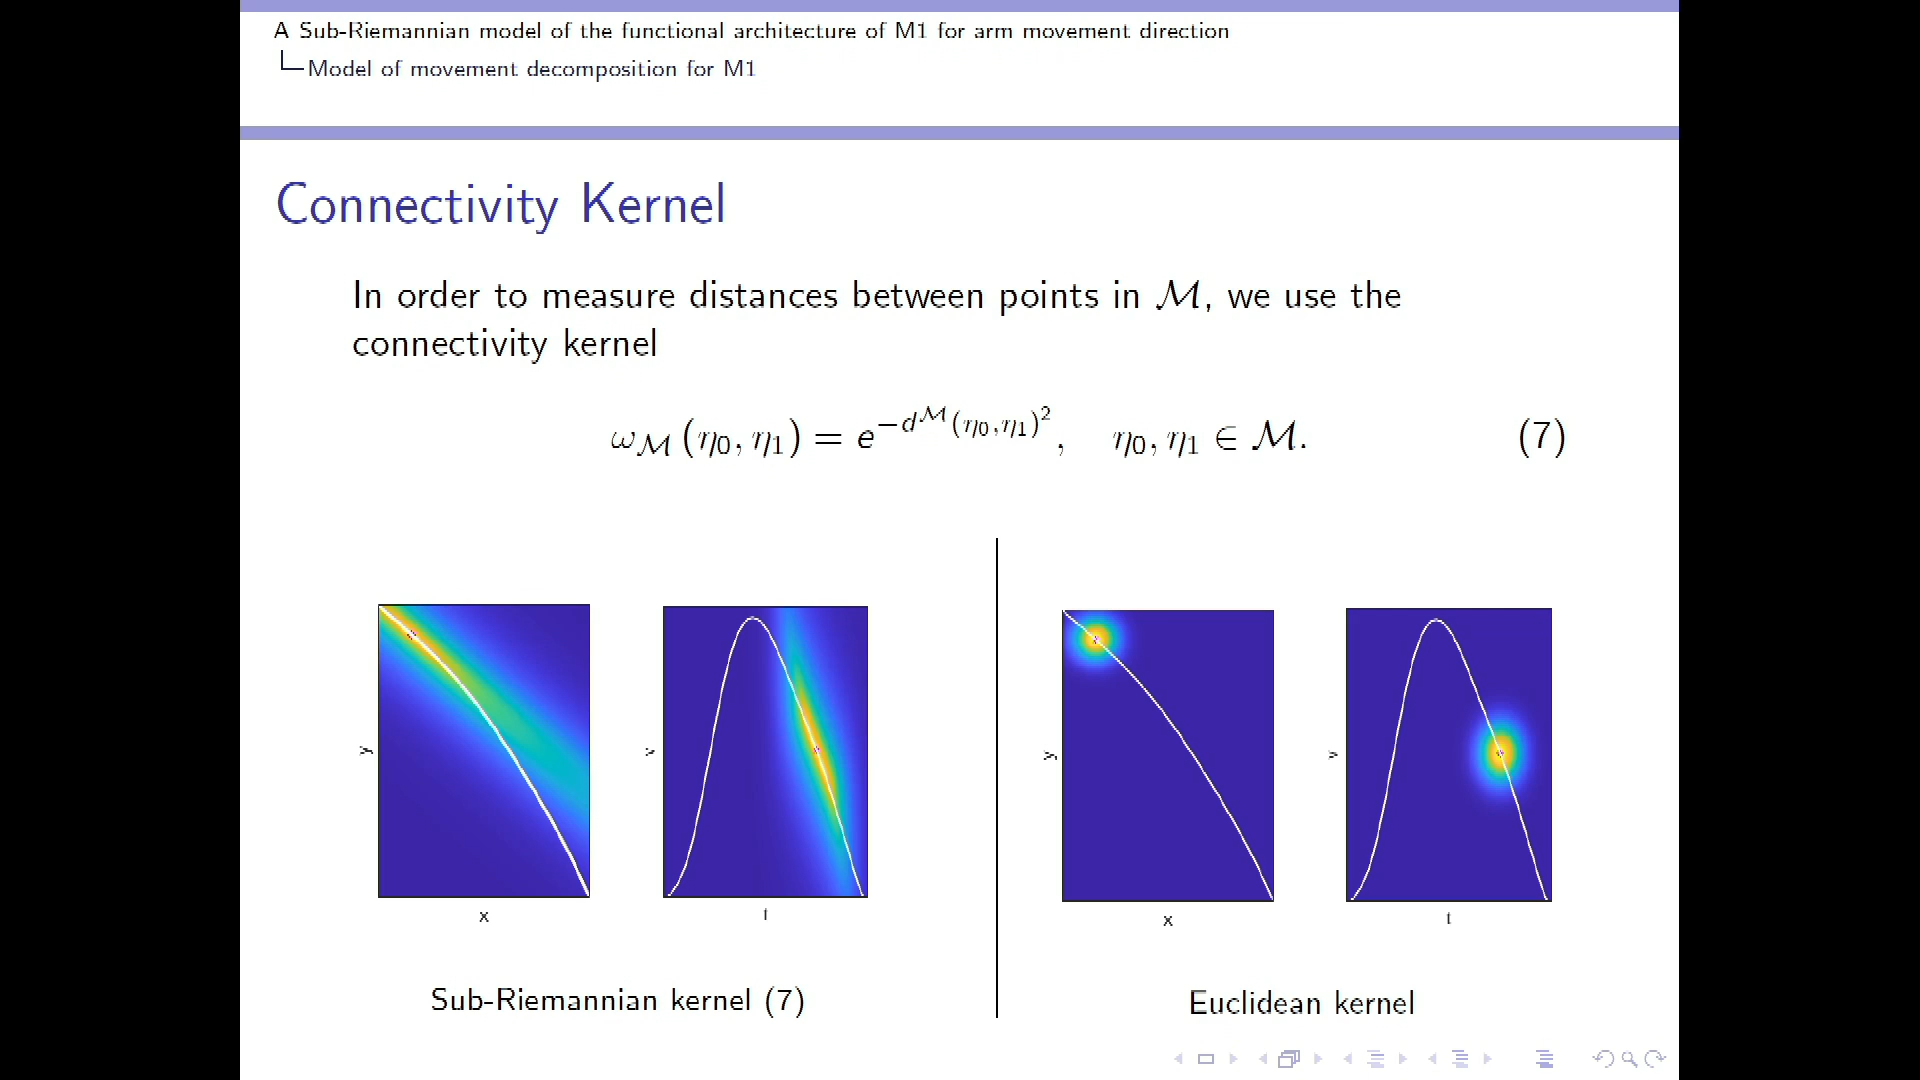 A Sub-Riemannian model of the functional architecture of M1 for arm movement direction
Model of movement decomposition for M1
Connectivity Kernel
In order to measure distances between points in ℳ, we use the
connectivity kernel
ω_ℳ (η₀, η₁) = e^{−d^ℳ(η₀,η₁)²}, η₀, η₁ ∈ ℳ. (7)
y
x
v
t
y
x
v
t
Sub-Riemannian kernel (7)
Euclidean kernel